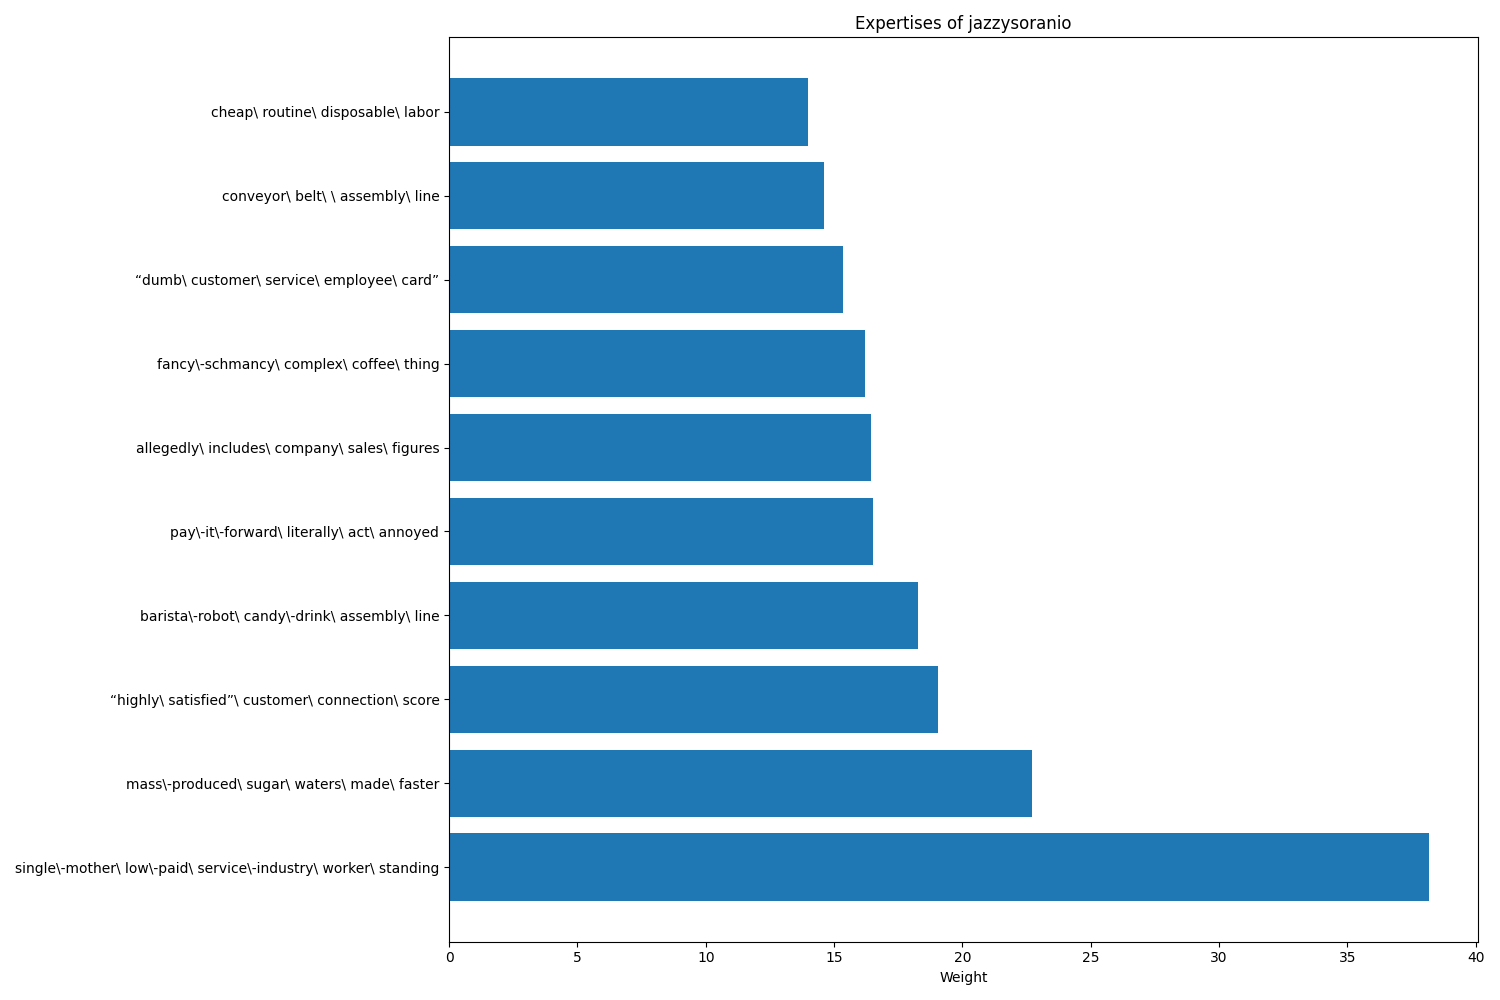 Expertises of jazzysoranio
cheap\ routine\ disposable\ labor
conveyor\ belt\ \ assembly\ line
“dumb\ customer\ service\ employee\ card”
fancy\-schmancy\ complex\ coffee\ thing
allegedly\ includes\ company\ sales\ figures
pay\-it\-forward\ literally\ act\ annoyed
barista\-robot\ candy\-drink\ assembly\ line
“highly\ satisfied”\ customer\ connection\ score
mass\-produced\ sugar\ waters\ made\ faster
single\-mother\ low\-paid\ service\-industry\ worker\ standing
0 5 10 15 20 25 30 35 40
Weight